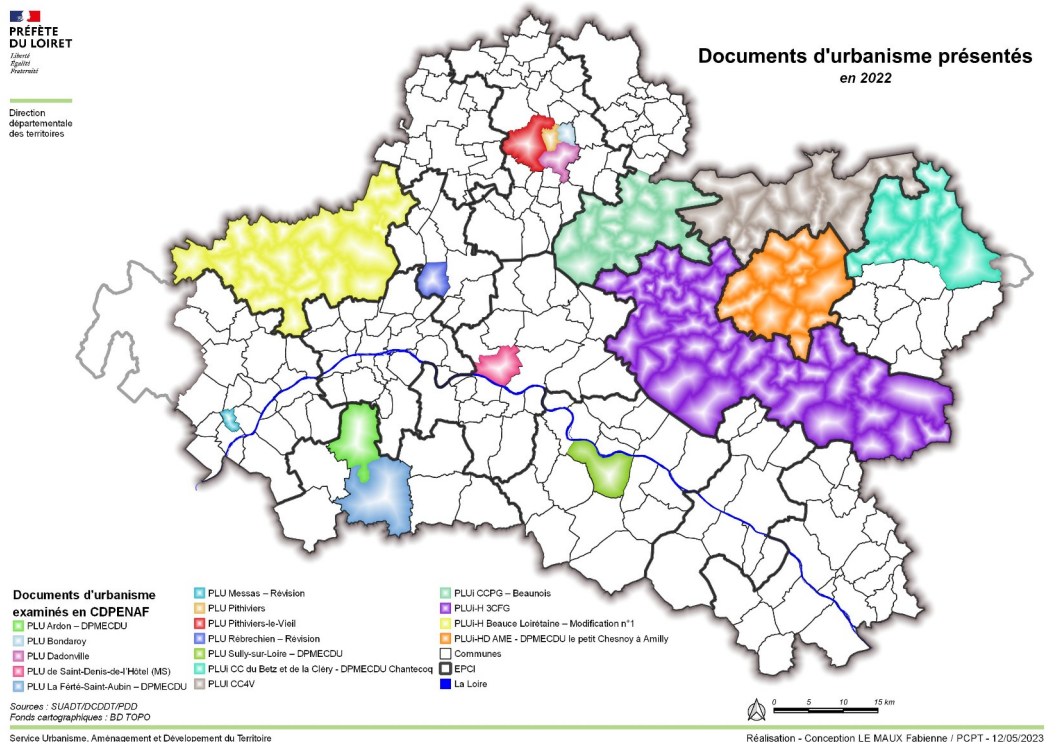 PRÉFÈTE
DU LOIRET
Liberté
Égalité
Fraternité
Direction
départementale
des territoires
Documents d'urbanisme présentés
en 2022
Documents d'urbanisme
examinés en CDPENAF
PLU Ardon – DPMECDU
PLU Bondaroy
PLU Dadonville
PLU de Saint-Denis-de-l'Hôtel (MS)
PLU La Férté-Saint-Aubin – DPMECDU
PLU Messas – Révision
PLU Pithiviers
PLU Pithiviers-le-Vieil
PLU Rébrechien – Révision
PLU Sully-sur-Loire – DPMECDU
PLUi CC du Betz et de la Cléry - DPMECDU Chantecoq
PLUI CC4V
PLUi CCPG – Beaunois
PLUi-H 3CFG
PLUi-H Beauce Loirétaine – Modification n°1
PLUi-HD AME - DPMECDU le petit Chesnoy à Amilly
Communes
EPCI
La Loire
Sources : SUADT/DCDDT/PDD
Fonds cartographiques : BD TOPO
0 5 10 15 km
Service Urbanisme, Aménagement et Dévelopement du Territoire
Réalisation - Conception LE MAUX Fabienne / PCPT - 12/05/2023